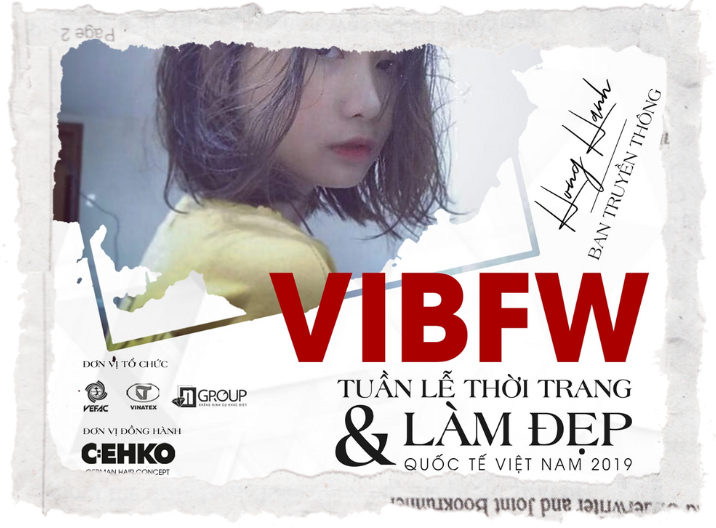 Page 2
Hong Hanh
BAN TRUYỀN THÔNG
VIBFW
TUẦN LỄ THỜI TRANG
& LÀM ĐẸP
QUỐC TẾ VIỆT NAM 2019
ĐƠN VỊ TỔ CHỨC
VEFAC
VINATEX
GROUP
ĐƠN VỊ ĐỒNG HÀNH
C:EHKO
GERMAN HAIR CONCEPT
Underwriter and Joint Bookrunner